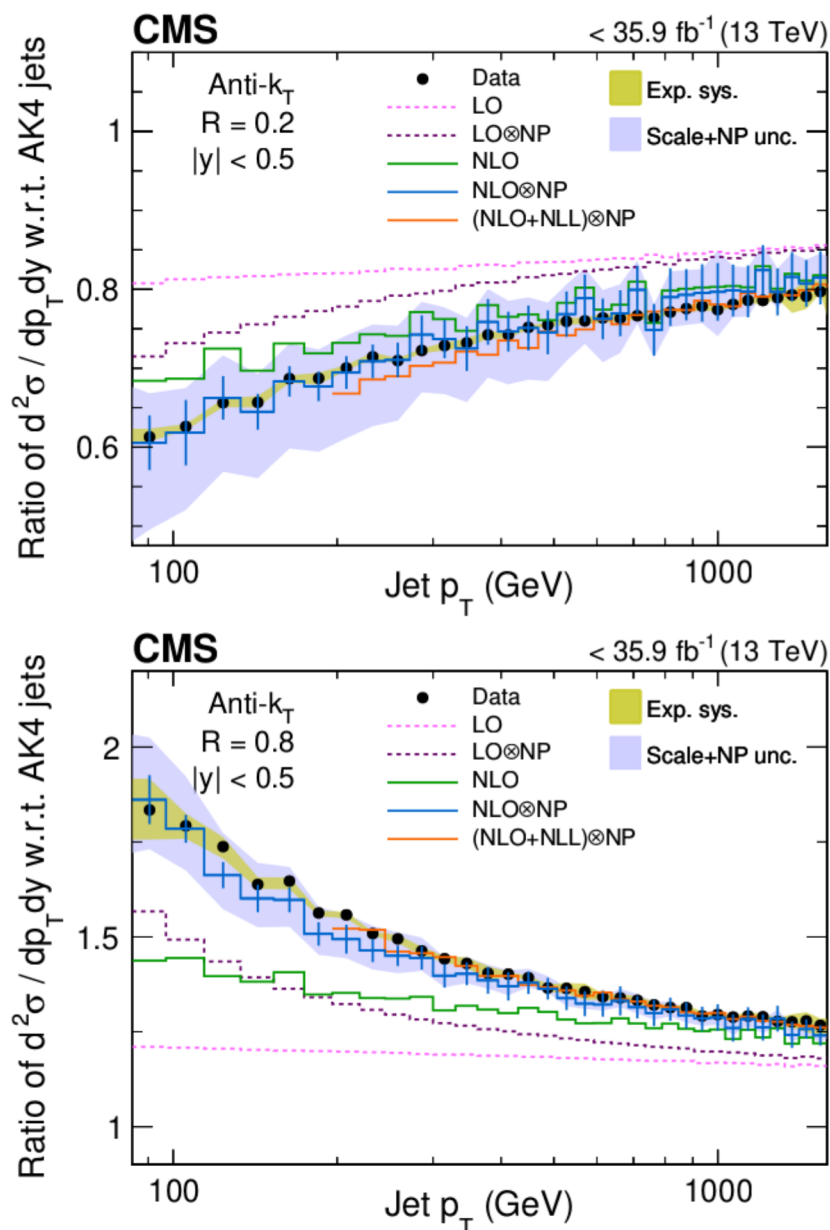 CMS < 35.9 fb⁻¹ (13 TeV)
Anti-k_T
R = 0.2
|y| < 0.5
Data
LO
LO⊗NP
NLO
NLO⊗NP
(NLO+NLL)⊗NP
Exp. sys.
Scale+NP unc.
Ratio of d²σ / dp_T dy w.r.t. AK4 jets
1
0.8
0.6
100 1000
Jet p_T (GeV)
CMS < 35.9 fb⁻¹ (13 TeV)
Anti-k_T
R = 0.8
|y| < 0.5
Data
LO
LO⊗NP
NLO
NLO⊗NP
(NLO+NLL)⊗NP
Exp. sys.
Scale+NP unc.
Ratio of d²σ / dp_T dy w.r.t. AK4 jets
2
1.5
1
100 1000
Jet p_T (GeV)